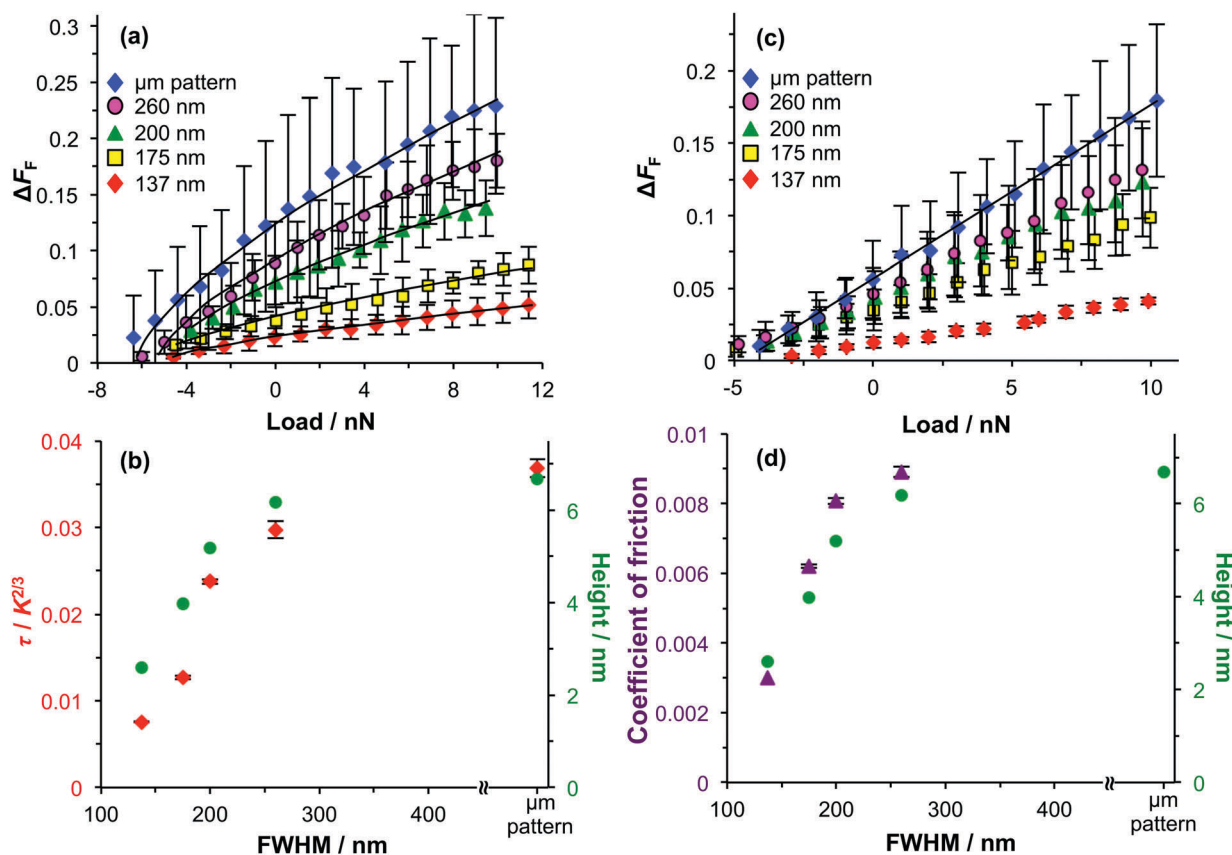 (a)
0.3
0.25
0.2
0.15
0.1
0.05
0
ΔF_F
μm pattern
260 nm
200 nm
175 nm
137 nm
-8
-4
0
4
8
12
Load / nN
(c)
0.2
0.15
0.1
0.05
0
ΔF_F
μm pattern
260 nm
200 nm
175 nm
137 nm
-5
0
5
10
Load / nN
(b)
0.04
0.03
0.02
0.01
0
τ / K^2/3
6
4
2
0
Height / nm
100
200
300
400
μm
pattern
FWHM / nm
(d)
0.01
0.008
0.006
0.004
0.002
0
Coefficient of friction
6
4
2
0
Height / nm
100
200
300
400
μm
pattern
FWHM / nm